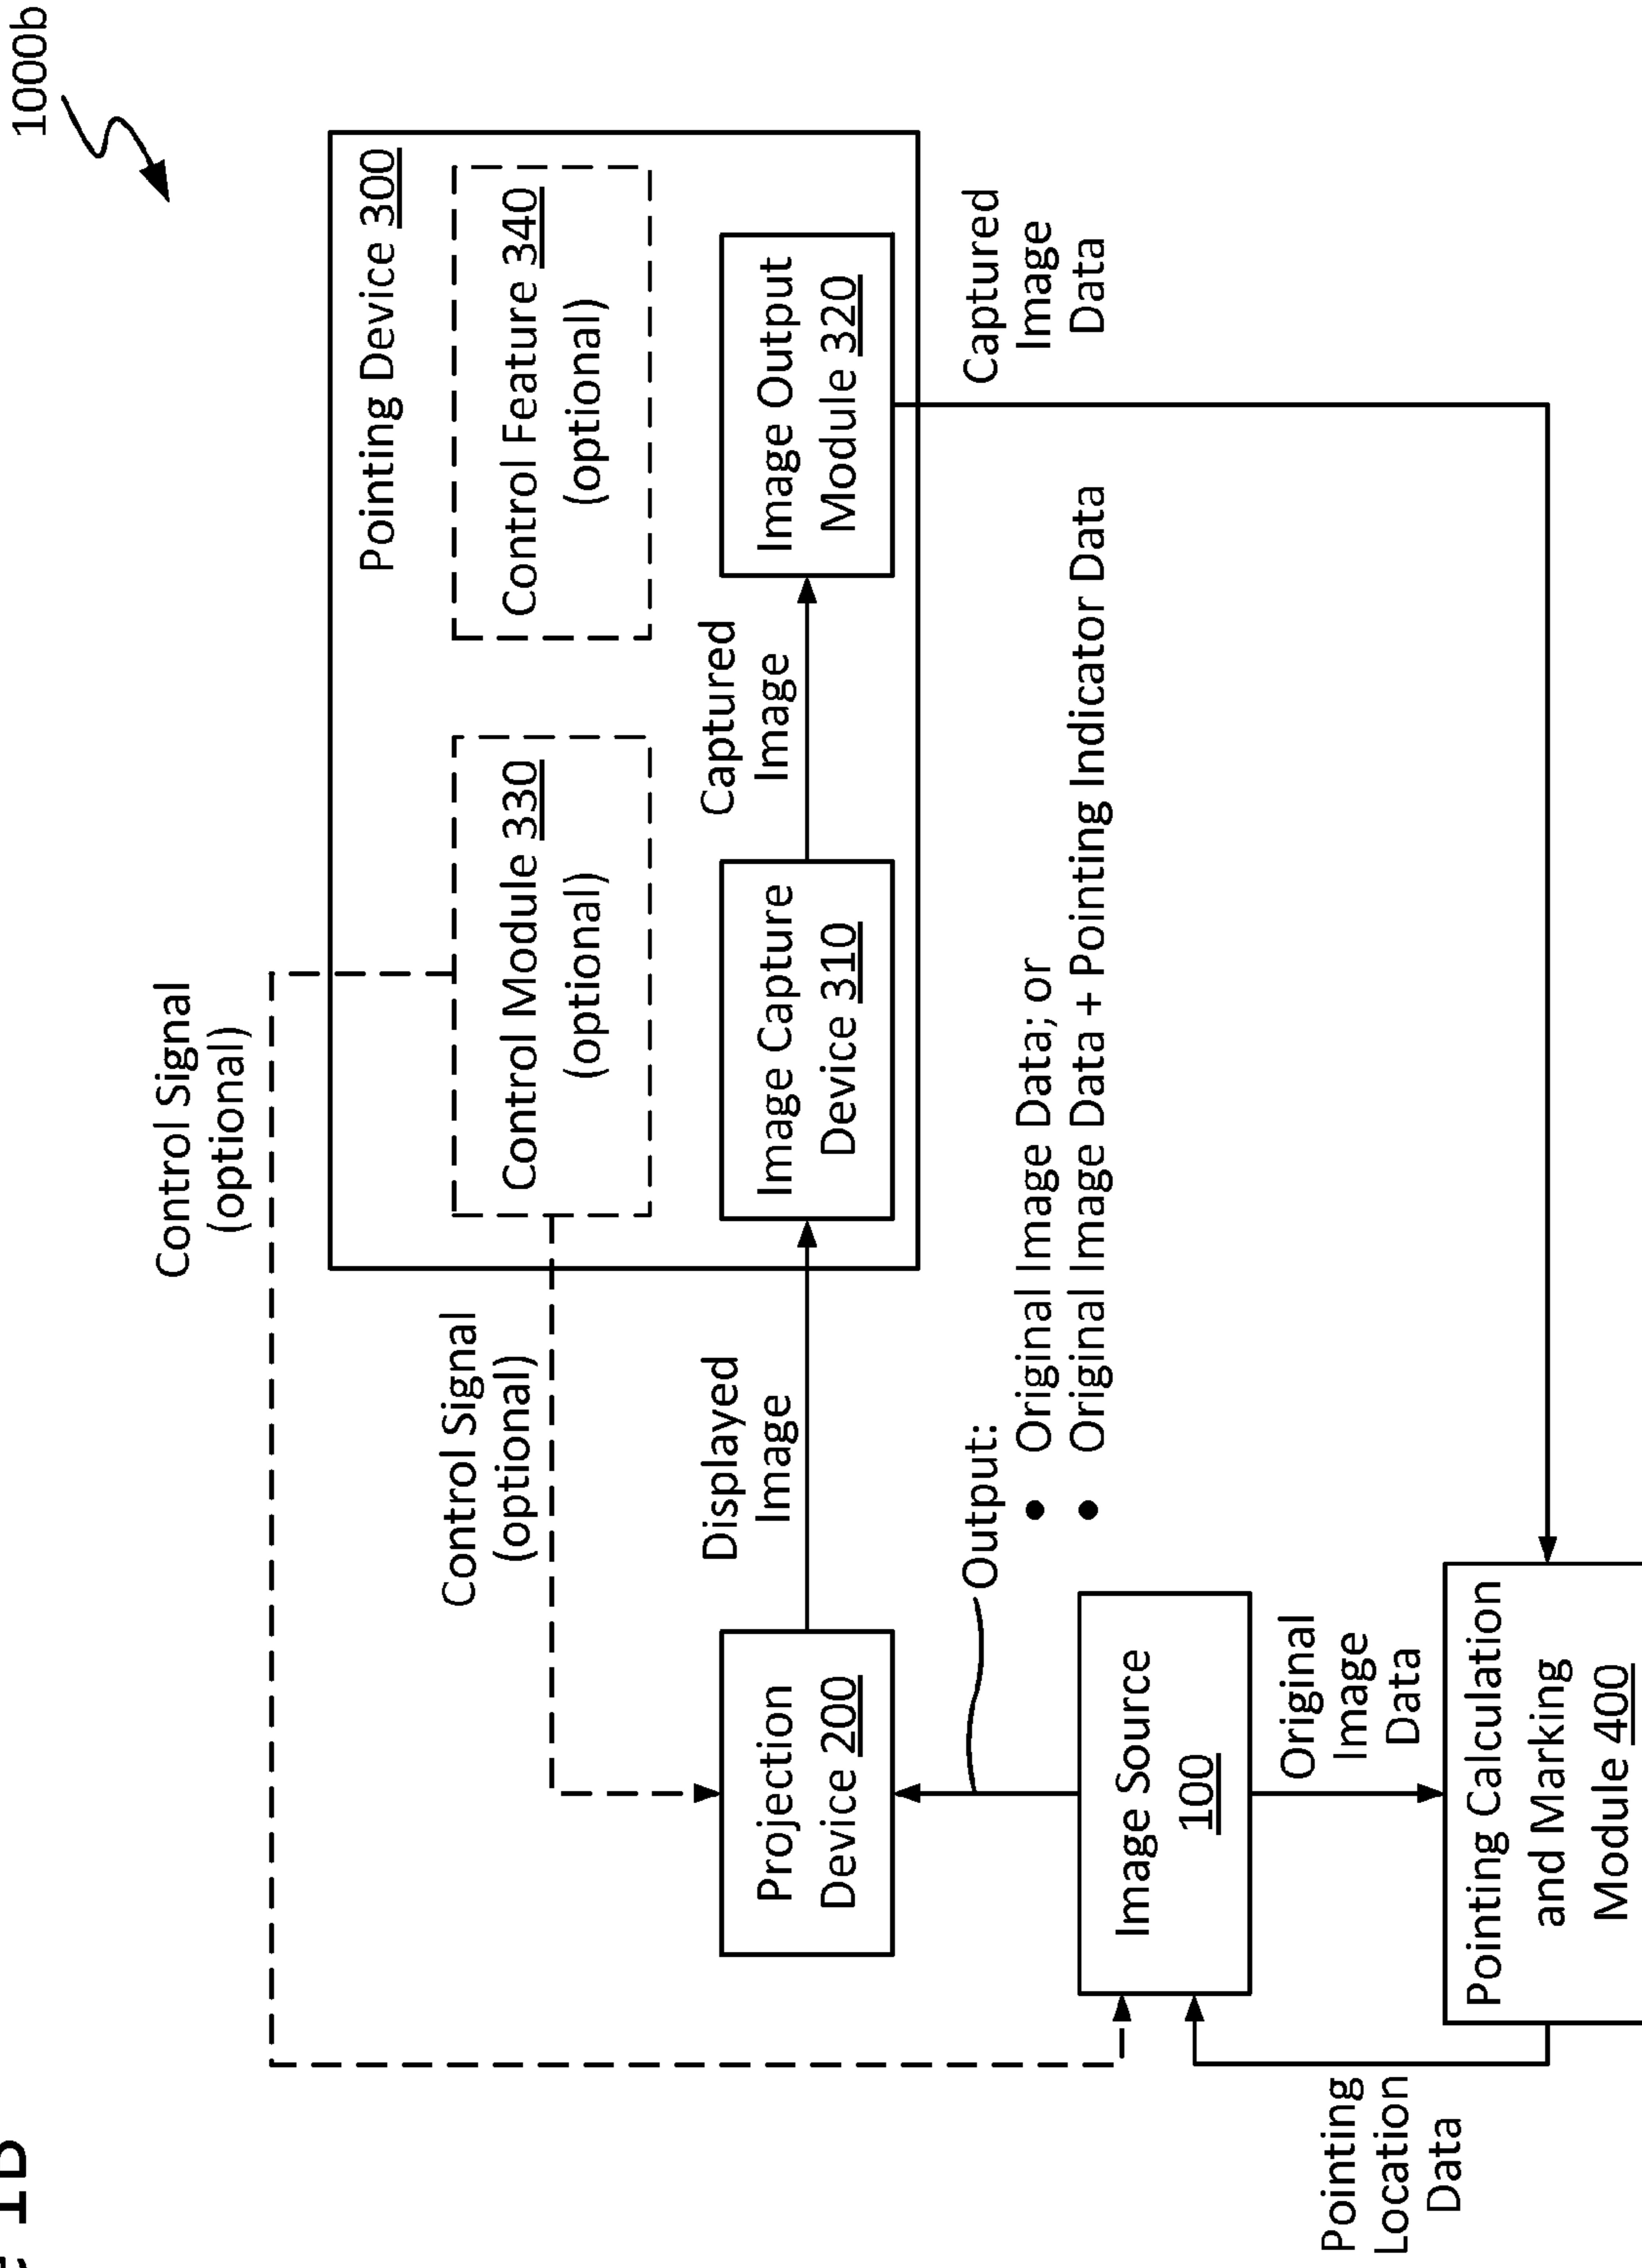 1000b
Control Signal
(optional)
Pointing Device 300
Control Signal
(optional)
Control Module 330
(optional)
Control Feature 340
(optional)
Projection
Device 200
Displayed
Image
Image Capture
Device 310
Captured
Image
Image Output
Module 320
Output:
• Original Image Data; or
• Original Image Data + Pointing Indicator Data
Captured
Image
Data
Image Source
100
Original
Image
Data
Pointing
Location
Data
Pointing Calculation
and Marking
Module 400